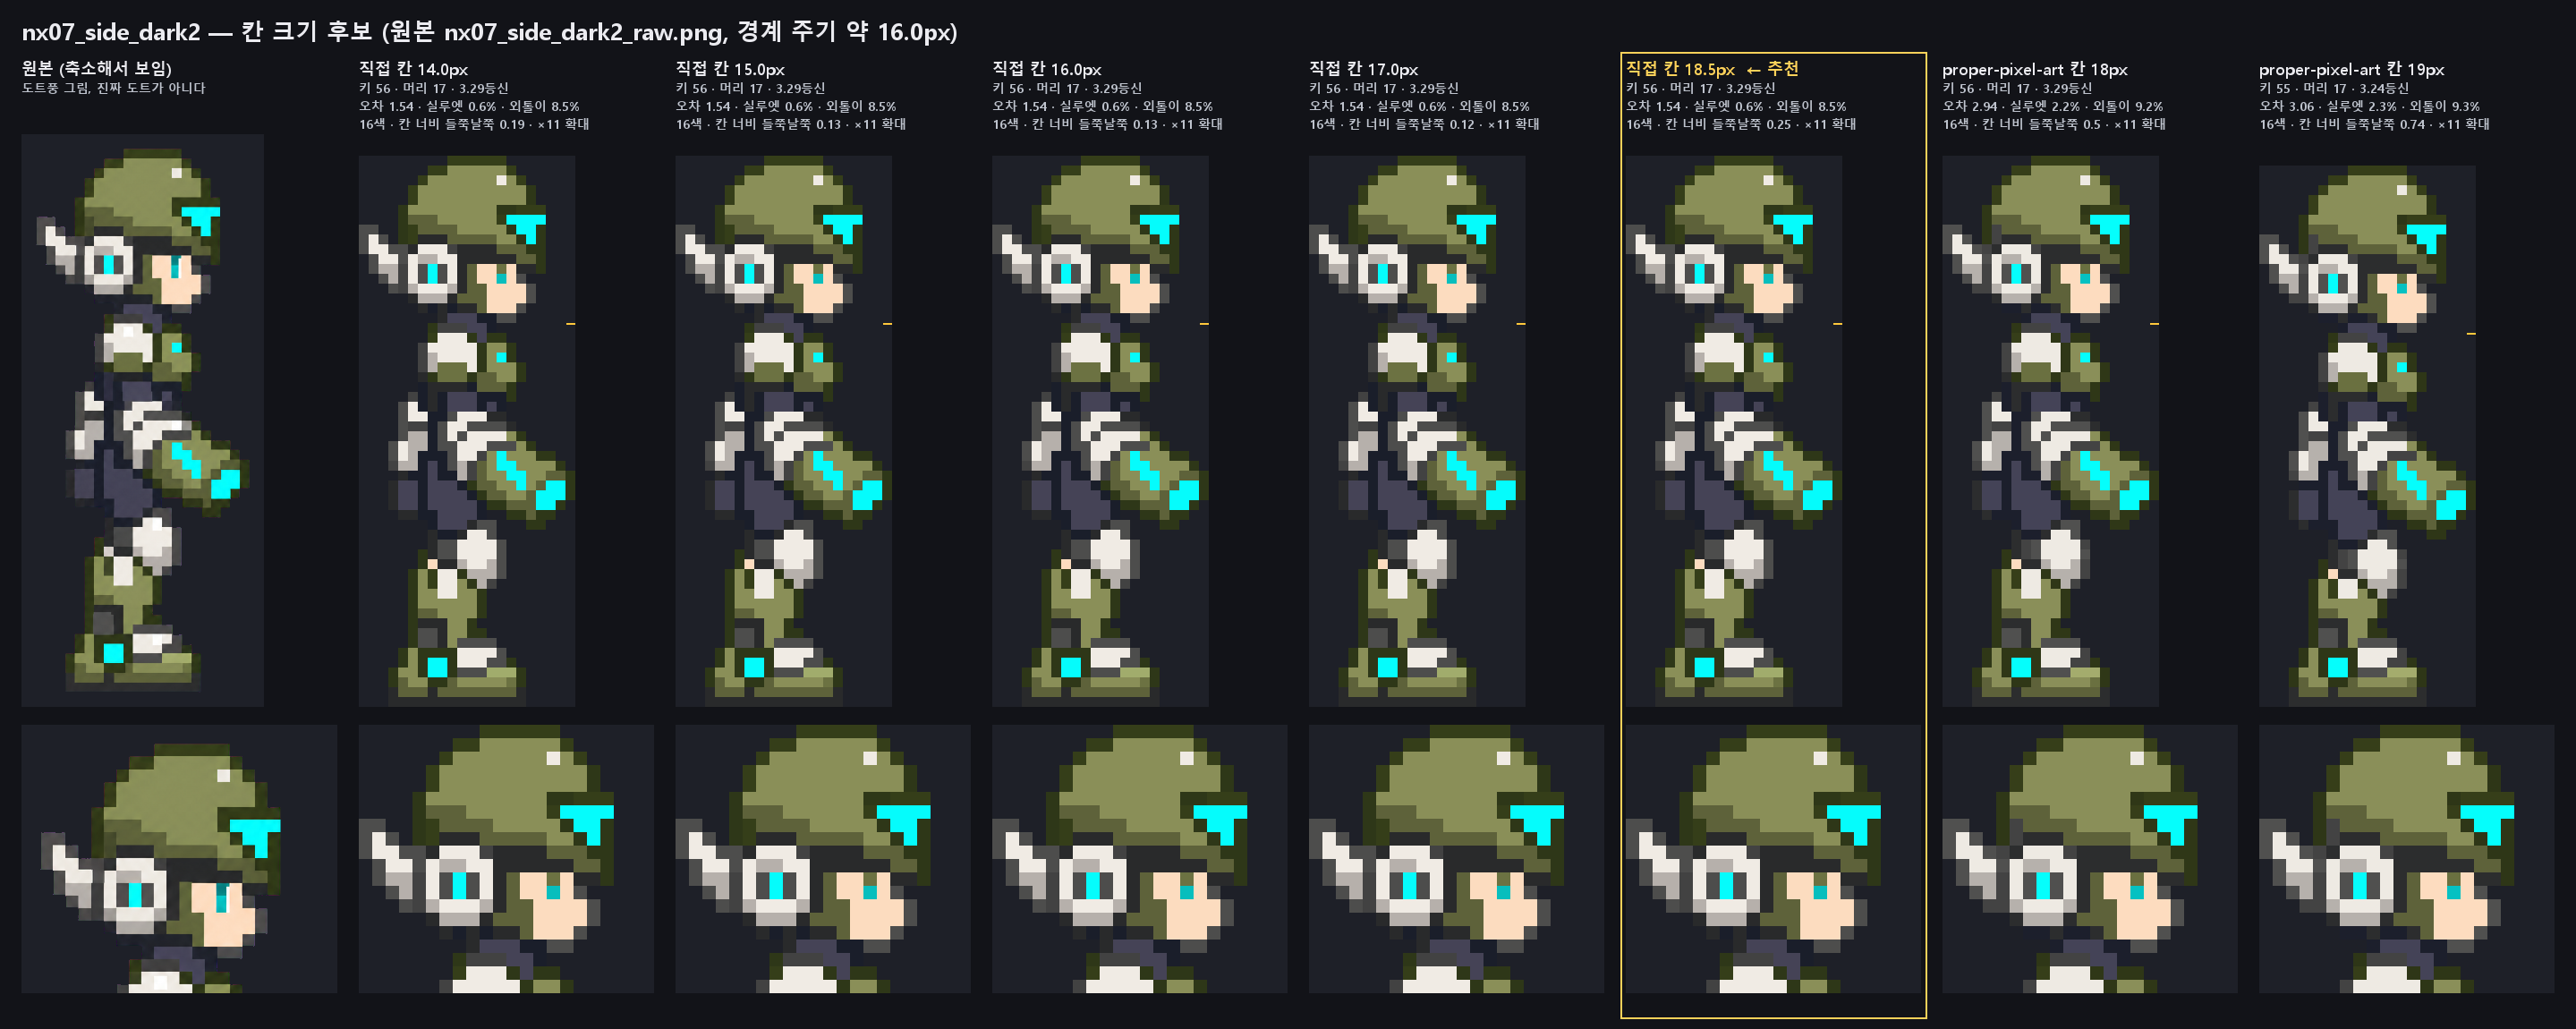 nx07_side_dark2 — 칸 크기 후보 (원본 nx07_side_dark2_raw.png, 경계 주기 약 16.0px)
원본 (축소해서 보임)
도트풍 그림, 진짜 도트가 아니다
직접 칸 14.0px
키 56 · 머리 17 · 3.29등신
오차 1.54 · 실루엣 0.6% · 외톨이 8.5%
16색 · 칸 너비 들쭉날쭉 0.19 · ×11 확대
직접 칸 15.0px
키 56 · 머리 17 · 3.29등신
오차 1.54 · 실루엣 0.6% · 외톨이 8.5%
16색 · 칸 너비 들쭉날쭉 0.13 · ×11 확대
직접 칸 16.0px
키 56 · 머리 17 · 3.29등신
오차 1.54 · 실루엣 0.6% · 외톨이 8.5%
16색 · 칸 너비 들쭉날쭉 0.13 · ×11 확대
직접 칸 17.0px
키 56 · 머리 17 · 3.29등신
오차 1.54 · 실루엣 0.6% · 외톨이 8.5%
16색 · 칸 너비 들쭉날쭉 0.12 · ×11 확대
직접 칸 18.5px ← 추천
키 56 · 머리 17 · 3.29등신
오차 1.54 · 실루엣 0.6% · 외톨이 8.5%
16색 · 칸 너비 들쭉날쭉 0.25 · ×11 확대
proper-pixel-art 칸 18px
키 56 · 머리 17 · 3.29등신
오차 2.94 · 실루엣 2.2% · 외톨이 9.2%
16색 · 칸 너비 들쭉날쭉 0.5 · ×11 확대
proper-pixel-art 칸 19px
키 55 · 머리 17 · 3.24등신
오차 3.06 · 실루엣 2.3% · 외톨이 9.3%
16색 · 칸 너비 들쭉날쭉 0.74 · ×11 확대